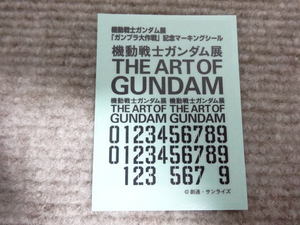 機動戦士ガンダム展
「ガンプラ大作戦」記念マーキングシール
機動戦士ガンダム展
THE ART OF
GUNDAM
機動戦士ガンダム展 機動戦士ガンダム展
THE ART OF THE ART OF
GUNDAM GUNDAM
0123456789
0123456789
123 567 9
©創通・サンライズ